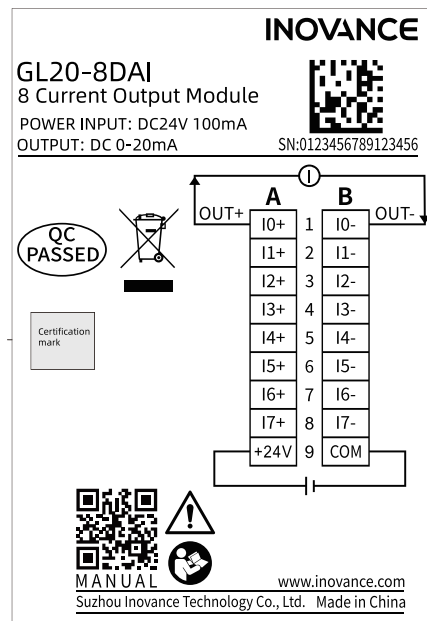 INOVANCE
GL20-8DAI
8 Current Output Module
POWER INPUT: DC24V 100mA
OUTPUT: DC 0-20mA
SN:0123456789123456
I
A B
OUT+ OUT-
I0+ 1 I0-
I1+ 2 I1-
I2+ 3 I2-
I3+ 4 I3-
I4+ 5 I4-
I5+ 6 I5-
I6+ 7 I6-
I7+ 8 I7-
+24V 9 COM
QC
PASSED
Certification
mark
MANUAL
www.inovance.com
Suzhou Inovance Technology Co., Ltd. Made in China